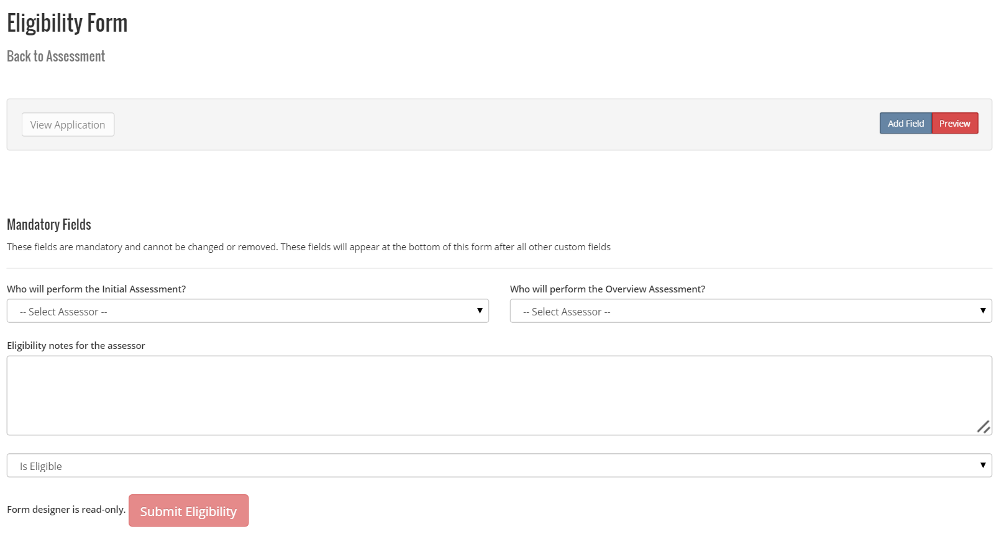 Eligibility Form
Back to Assessment
View Application
Add Field
Preview
Mandatory Fields
These fields are mandatory and cannot be changed or removed. These fields will appear at the bottom of this form after all other custom fields
Who will perform the Initial Assessment?
Who will perform the Overview Assessment?
-- Select Assessor --
-- Select Assessor --
Eligibility notes for the assessor
Is Eligible
Form designer is read-only.
Submit Eligibility